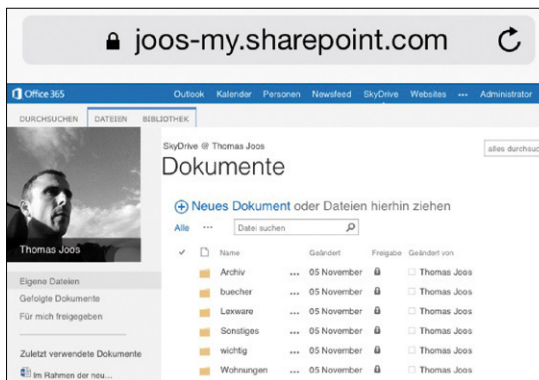 joos-my.sharepoint.com
Office 365 Outlook Kalender Personen Newsfeed SkyDrive Websites ••• Administrator
DURCHSUCHEN DATEIEN BIBLIOTHEK
SkyDrive @ Thomas Joos
Dokumente
alles durchsu
Neues Dokument oder Dateien hierhin ziehen
Alle ••• Datei suchen
Name Geändert Freigabe Geändert von
Archiv ... 05 November Thomas Joos
buecher ... 05 November Thomas Joos
Lexware ... 05 November Thomas Joos
Sonstiges ... 05 November Thomas Joos
wichtig ... 05 November Thomas Joos
Wohnungen ... 05 November Thomas Joos
Thomas Joos
Eigene Dateien
Gefolgte Dokumente
Für mich freigegeben
Zuletzt verwendete Dokumente
Im Rahmen der neu...